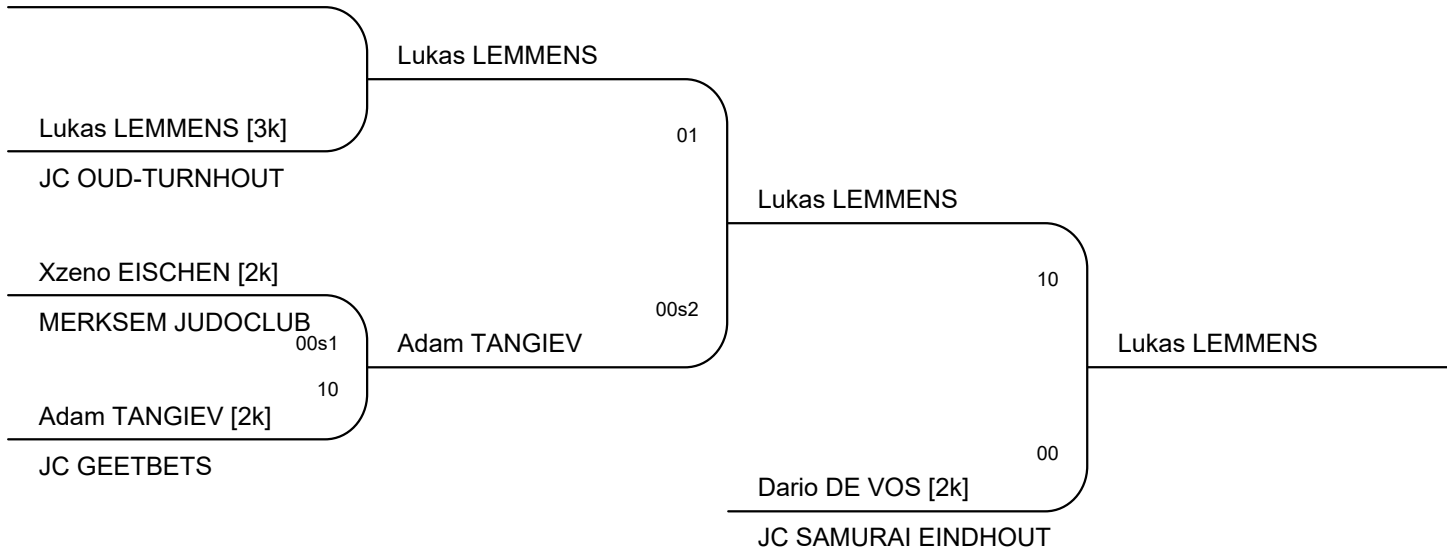 Lukas LEMMENS
Lukas LEMMENS [3k]
01
JC OUD-TURNHOUT
Lukas LEMMENS
Xzeno EISCHEN [2k]
10
MERKSEM JUDOCLUB
00s2
00s1
Adam TANGIEV
Lukas LEMMENS
10
Adam TANGIEV [2k]
00
JC GEETBETS
Dario DE VOS [2k]
JC SAMURAI EINDHOUT